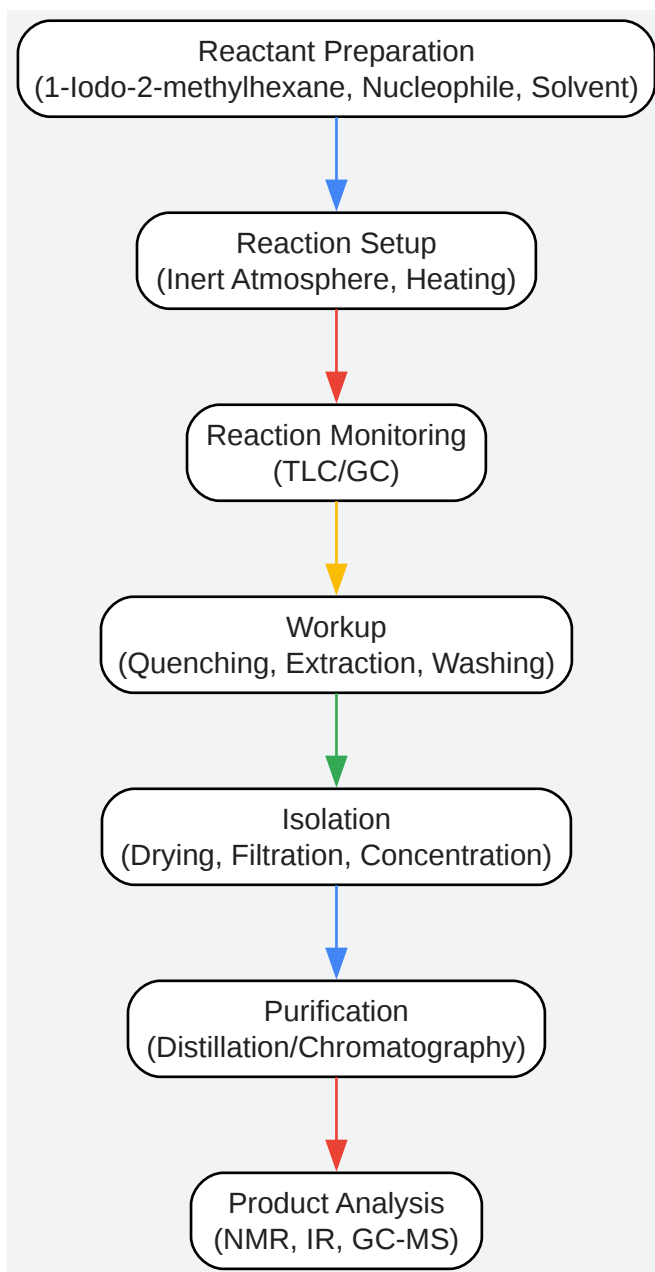 Reactant Preparation
(1-Iodo-2-methylhexane, Nucleophile, Solvent)
Reaction Setup
(Inert Atmosphere, Heating)
Reaction Monitoring
(TLC/GC)
Workup
(Quenching, Extraction, Washing)
Isolation
(Drying, Filtration, Concentration)
Purification
(Distillation/Chromatography)
Product Analysis
(NMR, IR, GC-MS)